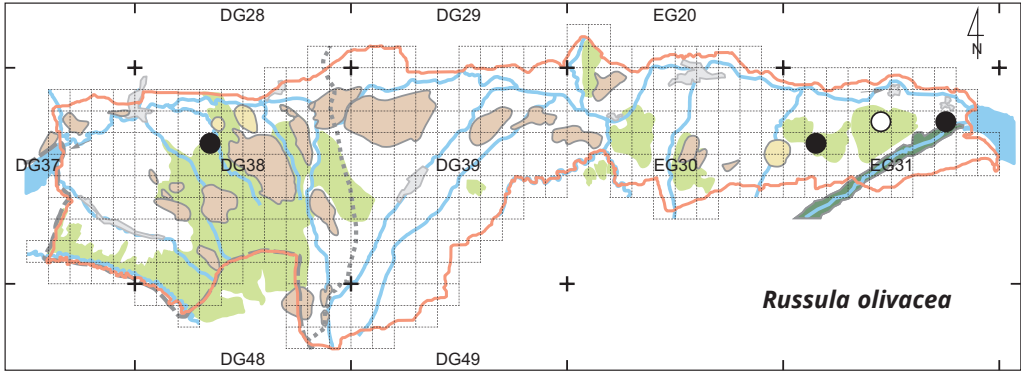 DG28 DG29 EG20
N
DG37 DG38 DG39 EG30 EG31
Russula olivacea
DG48 DG49